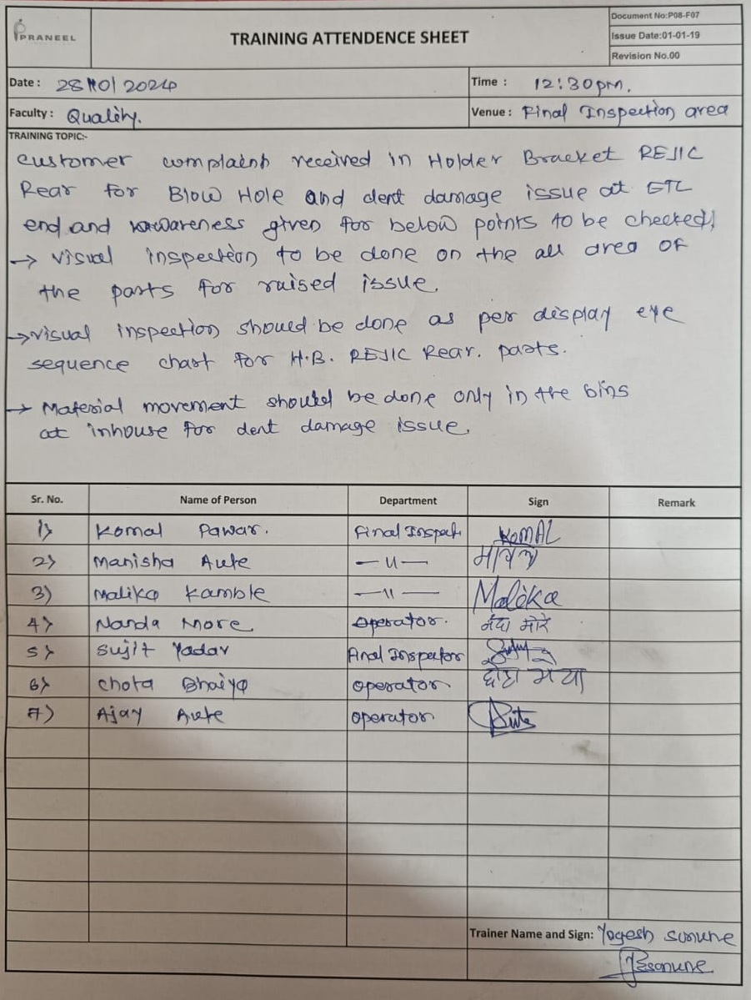 PRANEEL
TRAINING ATTENDENCE SHEET
Document No:P08-F07
Issue Date:01-01-19
Revision No.00
Date : 28/10/2024
Time : 12:30pm.
Faculty : Quality.
Venue : Final Inspection area
TRAINING TOPIC:-
Customer complaint received in Holder Bracket REJIC
Rear for Blow Hole and dent damage issue at GTL
end and awareness given for below points to be checked,
→ Visual inspection to be done on the all area of
the parts for raised issue.
→ visual inspection should be done as per display eye
sequence chart for H.B. REJIC Rear. parts.
→ Material movement should be done only in the bins
at inhouse for dent damage issue.
Sr. No. Name of Person Department Sign Remark
1) Komal Pawar. Final Inspect. KOMAL
2) Manisha Aute —11—
3) Malika Kamble —11— Malika
4) Nanda More Operator. नंदा मोरे
5) Sujit Yadav Final Inspector
6) Chota Bhaiya Operator
7) Ajay Aute Operator
Trainer Name and Sign: Yogesh Sonune